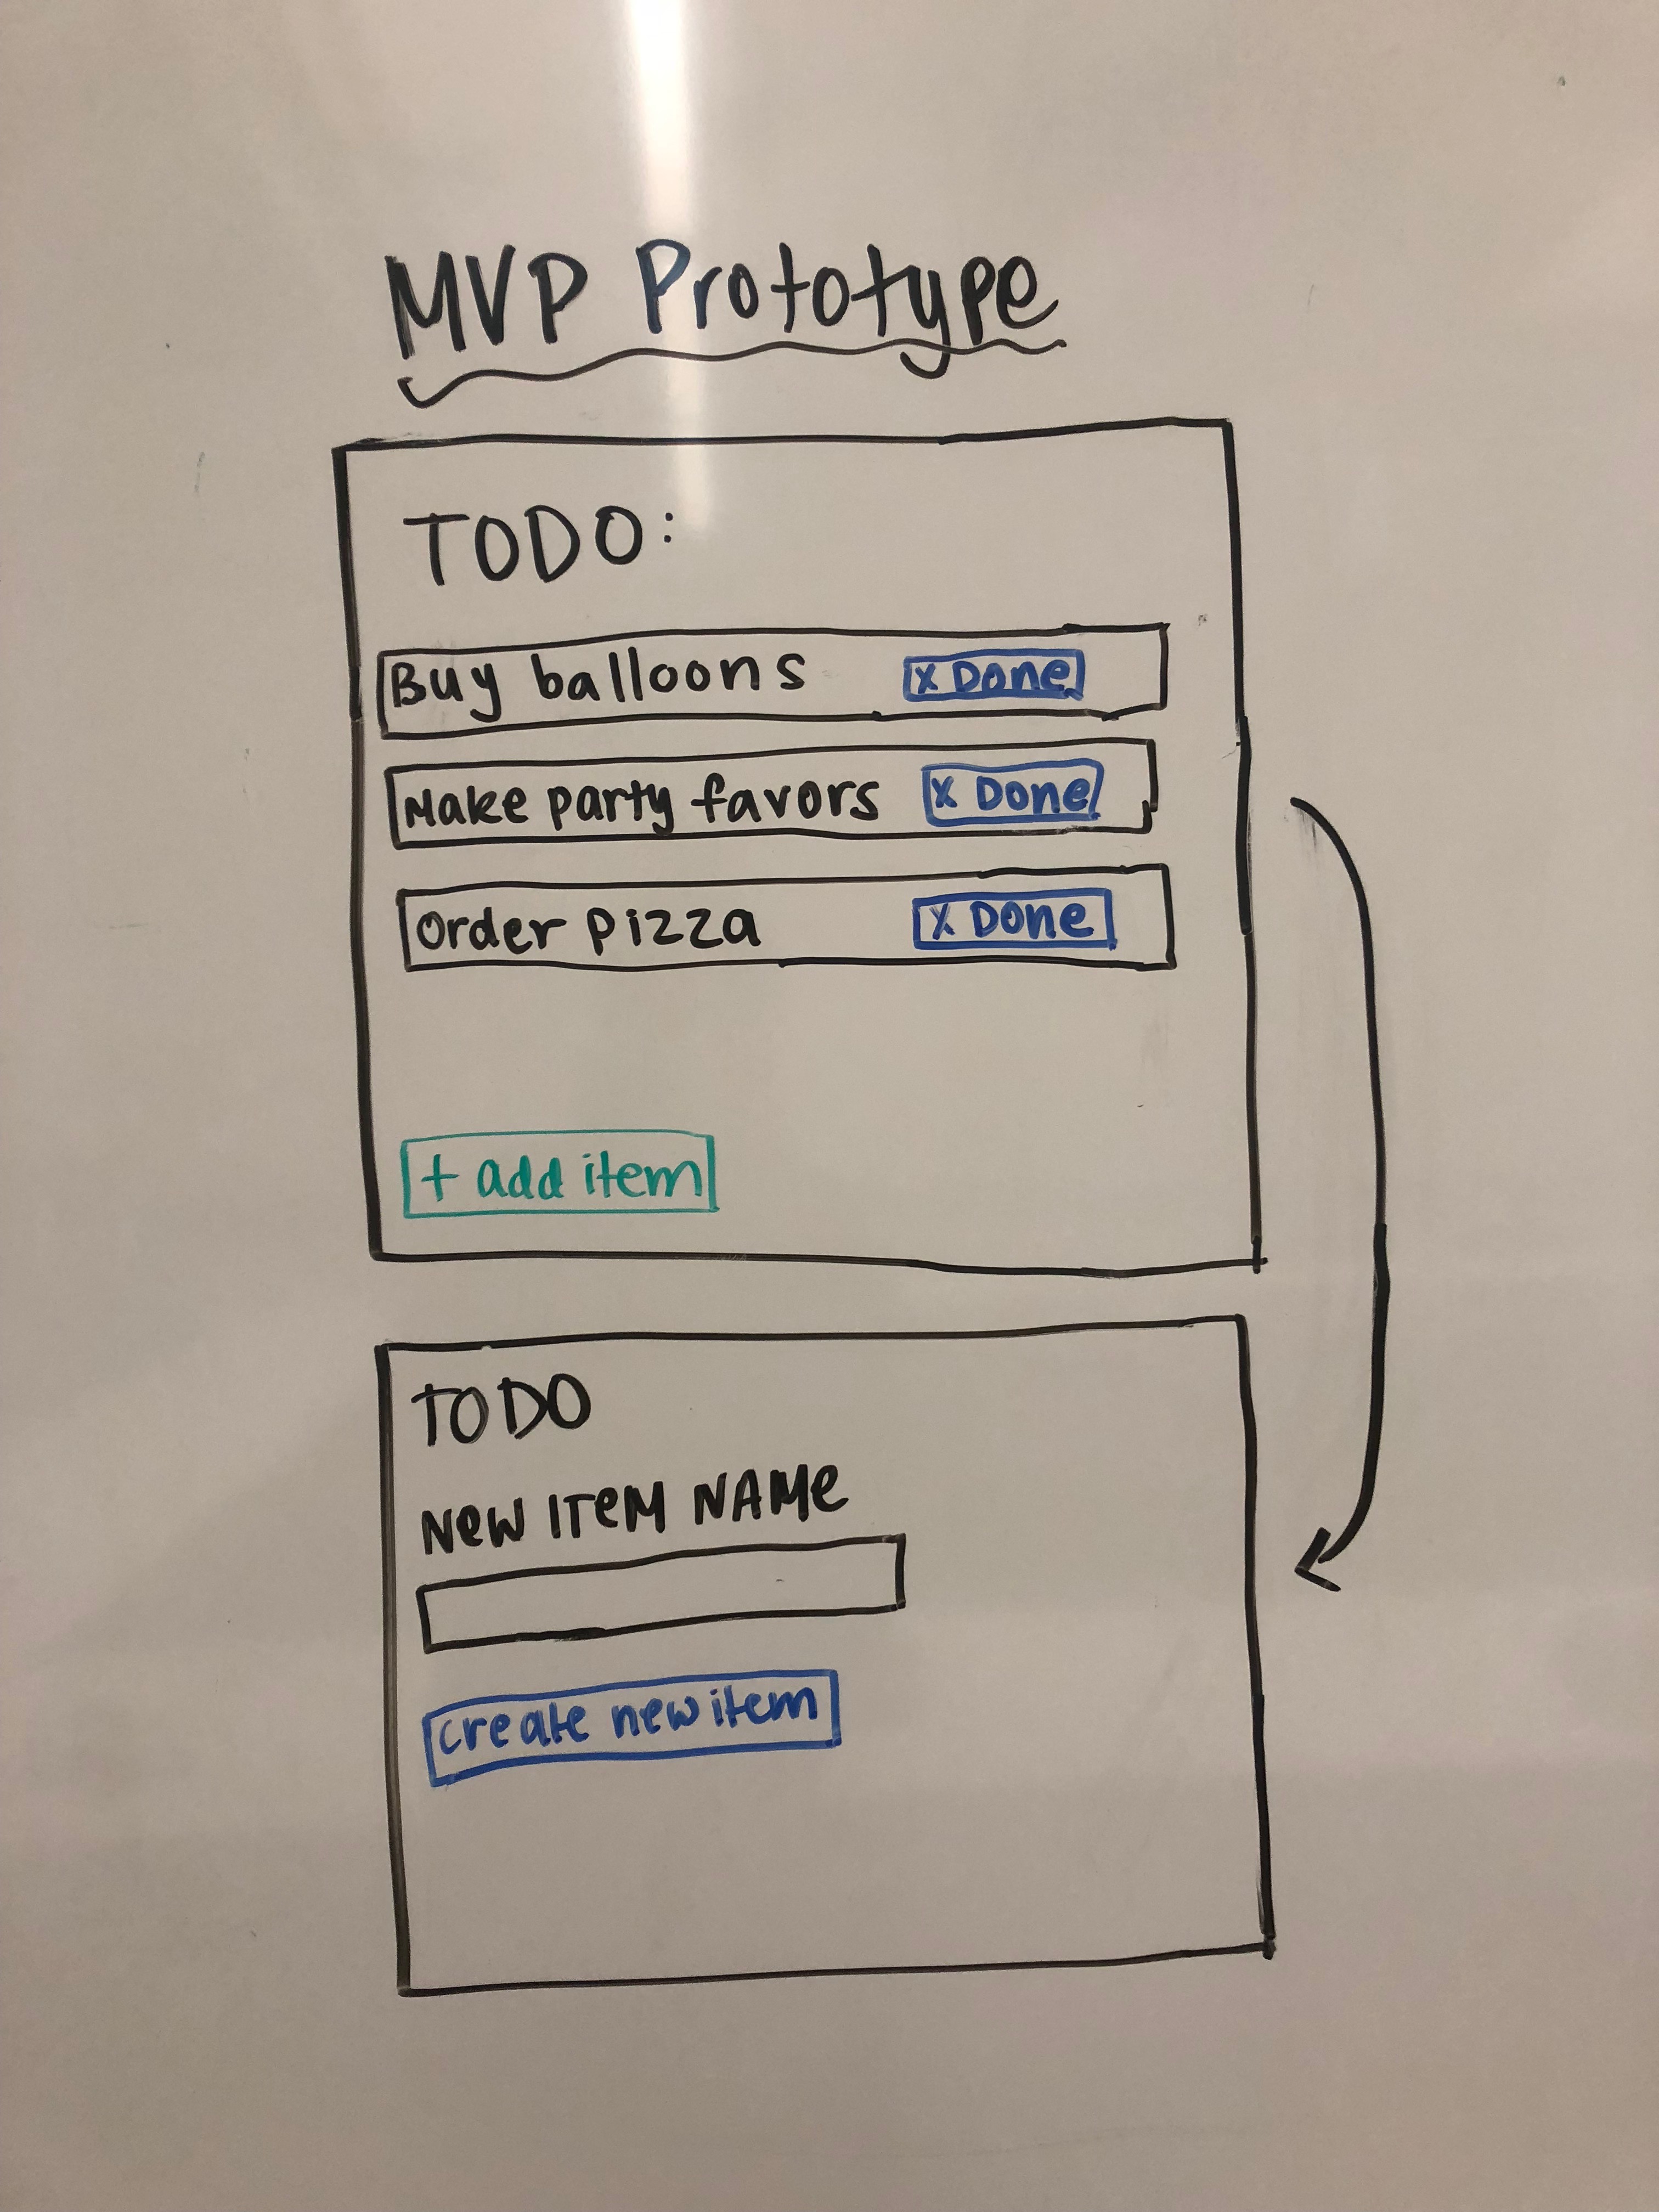 MVP Prototype
TODO:
Buy balloons x Done
Make party favors x Done
Order pizza x Done
+ add item
TODO
New ITeM NAMe
create new item